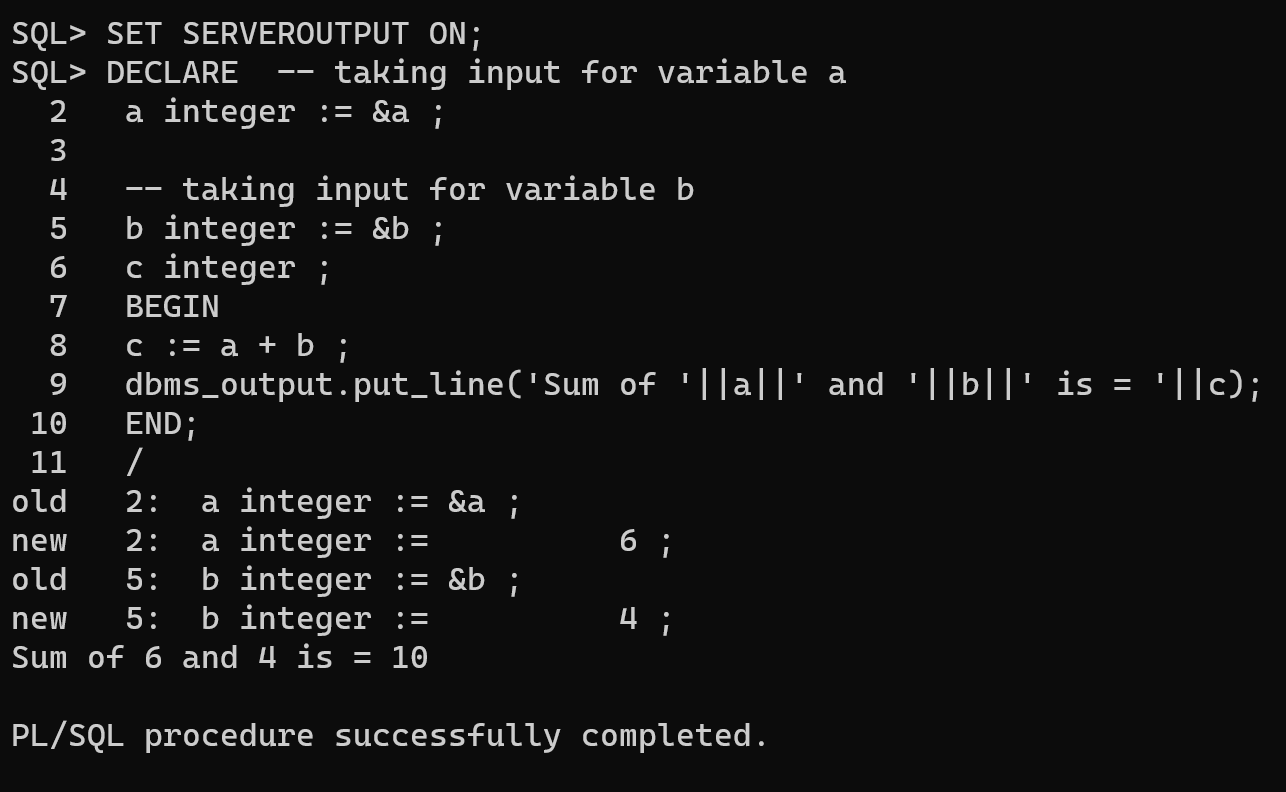 SQL> SET SERVEROUTPUT ON;
SQL> DECLARE  -- taking input for variable a
  2   a integer := &a ;
  3
  4   -- taking input for variable b
  5   b integer := &b ;
  6   c integer ;
  7   BEGIN
  8   c := a + b ;
  9   dbms_output.put_line('Sum of '||a||' and '||b||' is = '||c);
 10   END;
 11   /
old   2:  a integer := &a ;
new   2:  a integer :=          6 ;
old   5:  b integer := &b ;
new   5:  b integer :=          4 ;
Sum of 6 and 4 is = 10

PL/SQL procedure successfully completed.